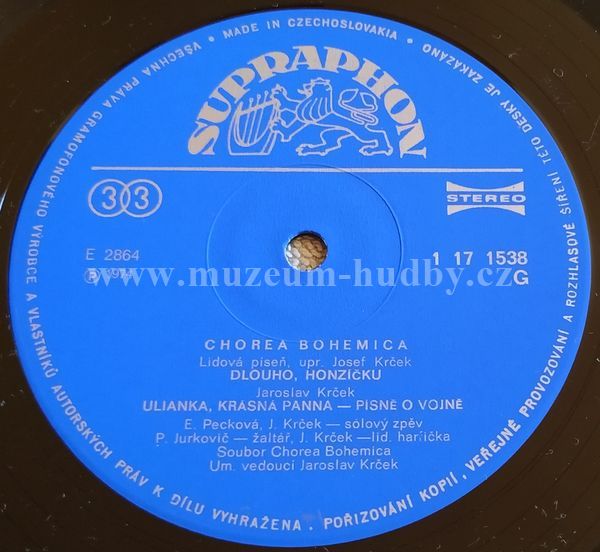 VŠECHNA PRÁVA GRAMOFONOVÉHO VÝROBCE A VLASTNÍKŮ AUTORSKÝCH PRÁV K DÍLU VYHRAŽENA. POŘIZOVÁNÍ KOPIÍ, VEŘEJNÉ PROVOZOVÁNÍ A ROZHLASOVÉ ŠÍŘENÍ TÉTO DESKY JE ZAKÁZÁNO
• MADE IN CZECHOSLOVAKIA •
SUPRAPHON
33
STEREO
E 2864
1 17 1538
Ⓟ 1974
G
www.muzeum-hudby.cz
CHOREA BOHEMICA
Lidová píseň, upr. Josef Krček
DLOUHO, HONZÍČKU
Jaroslav Krček
ULIANKA, KRÁSNÁ PANNA — PÍSNĚ O VOJNĚ
E. Pecková, J. Krček — sólový zpěv
P. Jurkovič — žaltář, J. Krček — lid. harfička
Soubor Chorea Bohemica
Um. vedoucí Jaroslav Krček